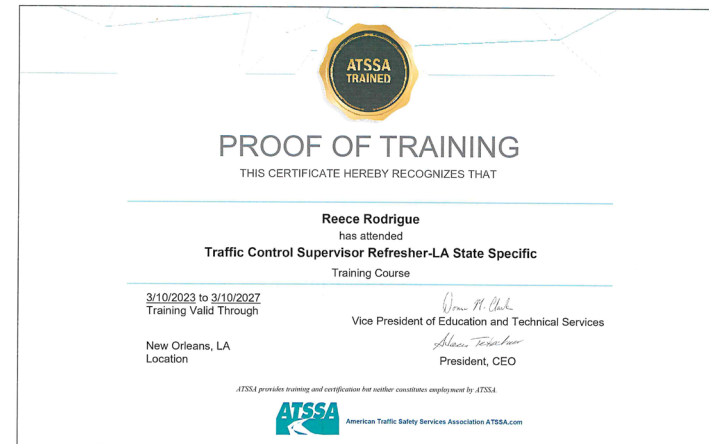 ATSSA
TRAINED
PROOF OF TRAINING
THIS CERTIFICATE HEREBY RECOGNIZES THAT
Reece Rodrigue
has attended
Traffic Control Supervisor Refresher-LA State Specific
Training Course
3/10/2023 to 3/10/2027
Training Valid Through
Vice President of Education and Technical Services
New Orleans, LA
Location
President, CEO
ATSSA provides training and certification but neither constitutes employment by ATSSA.
ATSSA
American Traffic Safety Services Association ATSSA.com